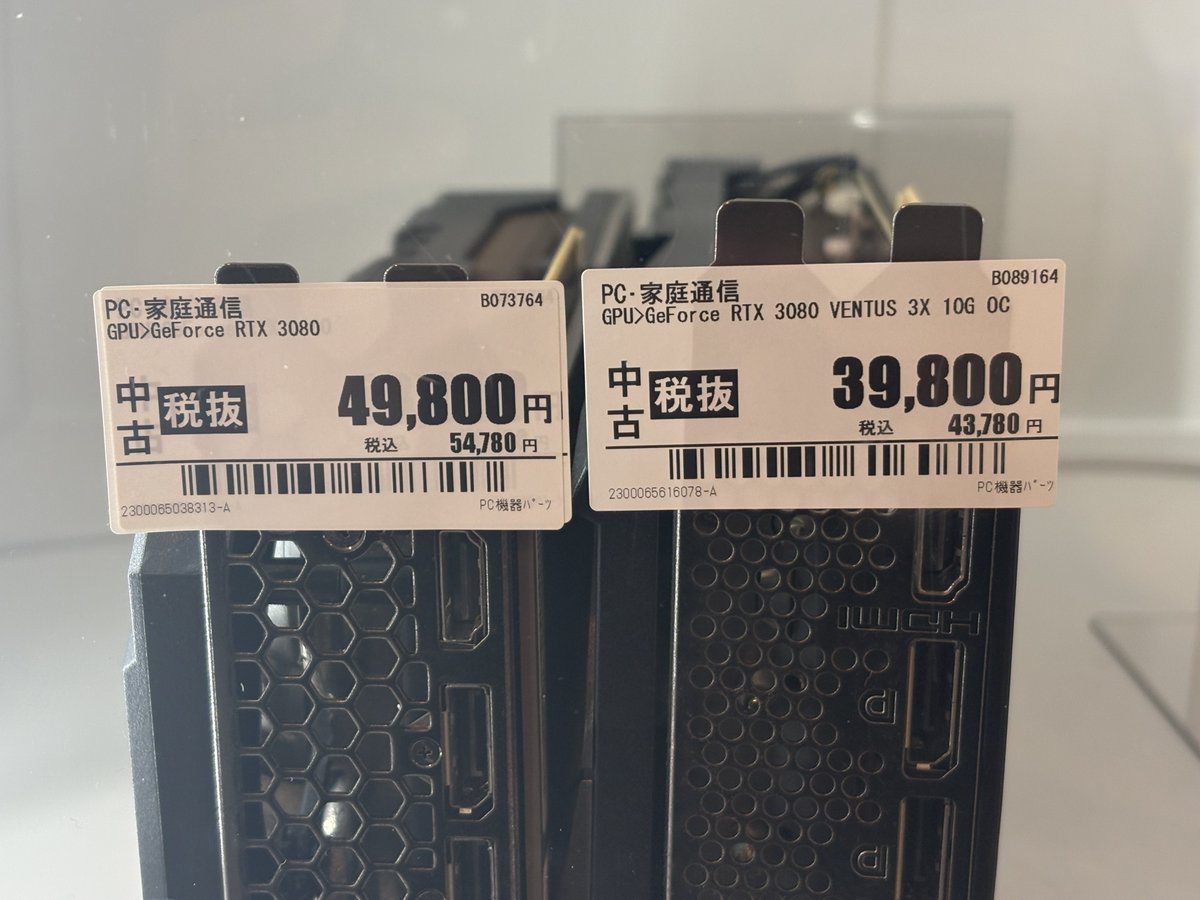 PC・家庭通信 B073764
GPU>GeForce RTX 3080
中古 税抜 49,800円
税込 54,780円
2300065038313-A PC機器パーツ
PC・家庭通信 B089164
GPU>GeForce RTX 3080 VENTUS 3X 10G OC
中古 税抜 39,800円
税込 43,780円
2300065616078-A PC機器パーツ
HDMI